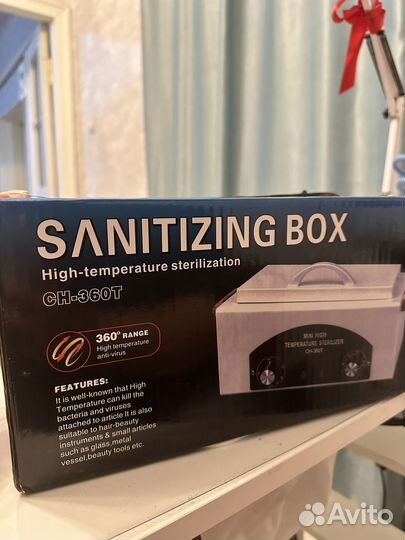 SANITIZING BOX
High-temperature sterilization
CH-360T
360° RANGE
High temperature
anti-virus
MINI HIGH
TEMPERATURE STERILIZER
CH-360T
FEATURES:
It is well-known that High
Temperature can kill the
bacteria and viruses
attached to article It is also
suitable to hair-beauty
instruments & small articles
such as glass,metal
vessel,beauty tools etc.
Avito